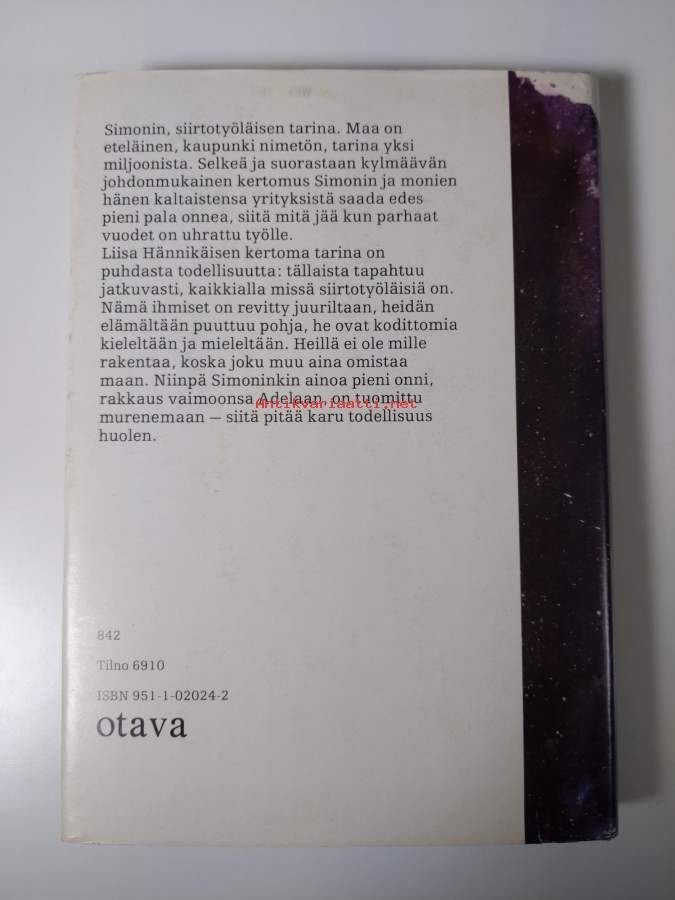 Simonin, siirtotyöläisen tarina. Maa on
eteläinen, kaupunki nimetön, tarina yksi
miljoonista. Selkeä ja suorastaan kylmäävän
johdonmukainen kertomus Simonin ja monien
hänen kaltaistensa yrityksistä saada edes
pieni pala onnea, siitä mitä jää kun parhaat
vuodet on uhrattu työlle.
Liisa Hännikäisen kertoma tarina on
puhdasta todellisuutta: tällaista tapahtuu
jatkuvasti, kaikkialla missä siirtotyöläisiä on.
Nämä ihmiset on revitty juuriltaan, heidän
elämältään puuttuu pohja, he ovat kodittomia
kieleltään ja mieleltään. Heillä ei ole mille
rakentaa, koska joku muu aina omistaa
maan. Niinpä Simoninkin ainoa pieni onni,
rakkaus vaimoonsa Adelaan, on tuomittu
Antikvariaatti.net
murenemaan — siitä pitää karu todellisuus
huolen.
842
Tilno 6910
ISBN 951-1-02024-2
otava